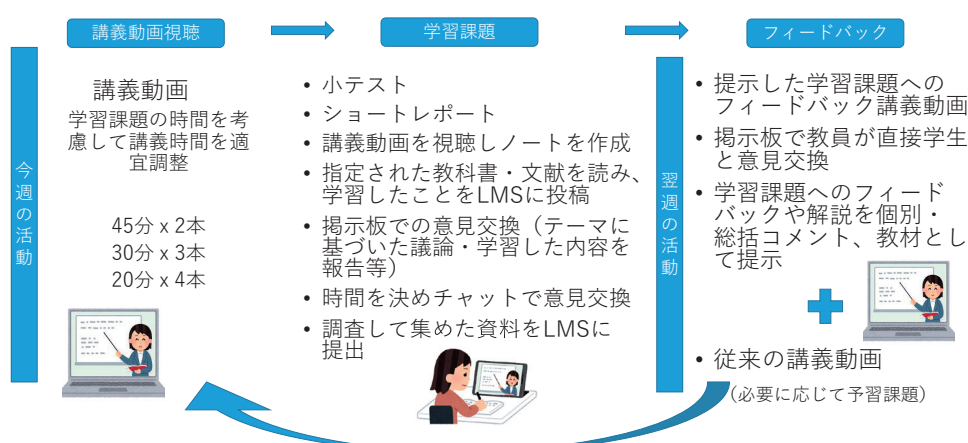 講義動画視聴
学習課題
フィードバック
今週の活動
講義動画
学習課題の時間を考
慮して講義時間を適
宜調整
45分 x 2本
30分 x 3本
20分 x 4本
• 小テスト
• ショートレポート
• 講義動画を視聴しノートを作成
• 指定された教科書・文献を読み、
学習したことをLMSに投稿
• 掲示板での意見交換（テーマに
基づいた議論・学習した内容を
報告等）
• 時間を決めチャットで意見交換
• 調査して集めた資料をLMSに
提出
翌週の活動
• 提示した学習課題への
フィードバック講義動画
• 掲示板で教員が直接学生
と意見交換
• 学習課題へのフィード
バックや解説を個別・
総括コメント、教材とし
て提示
• 従来の講義動画
（必要に応じて予習課題）